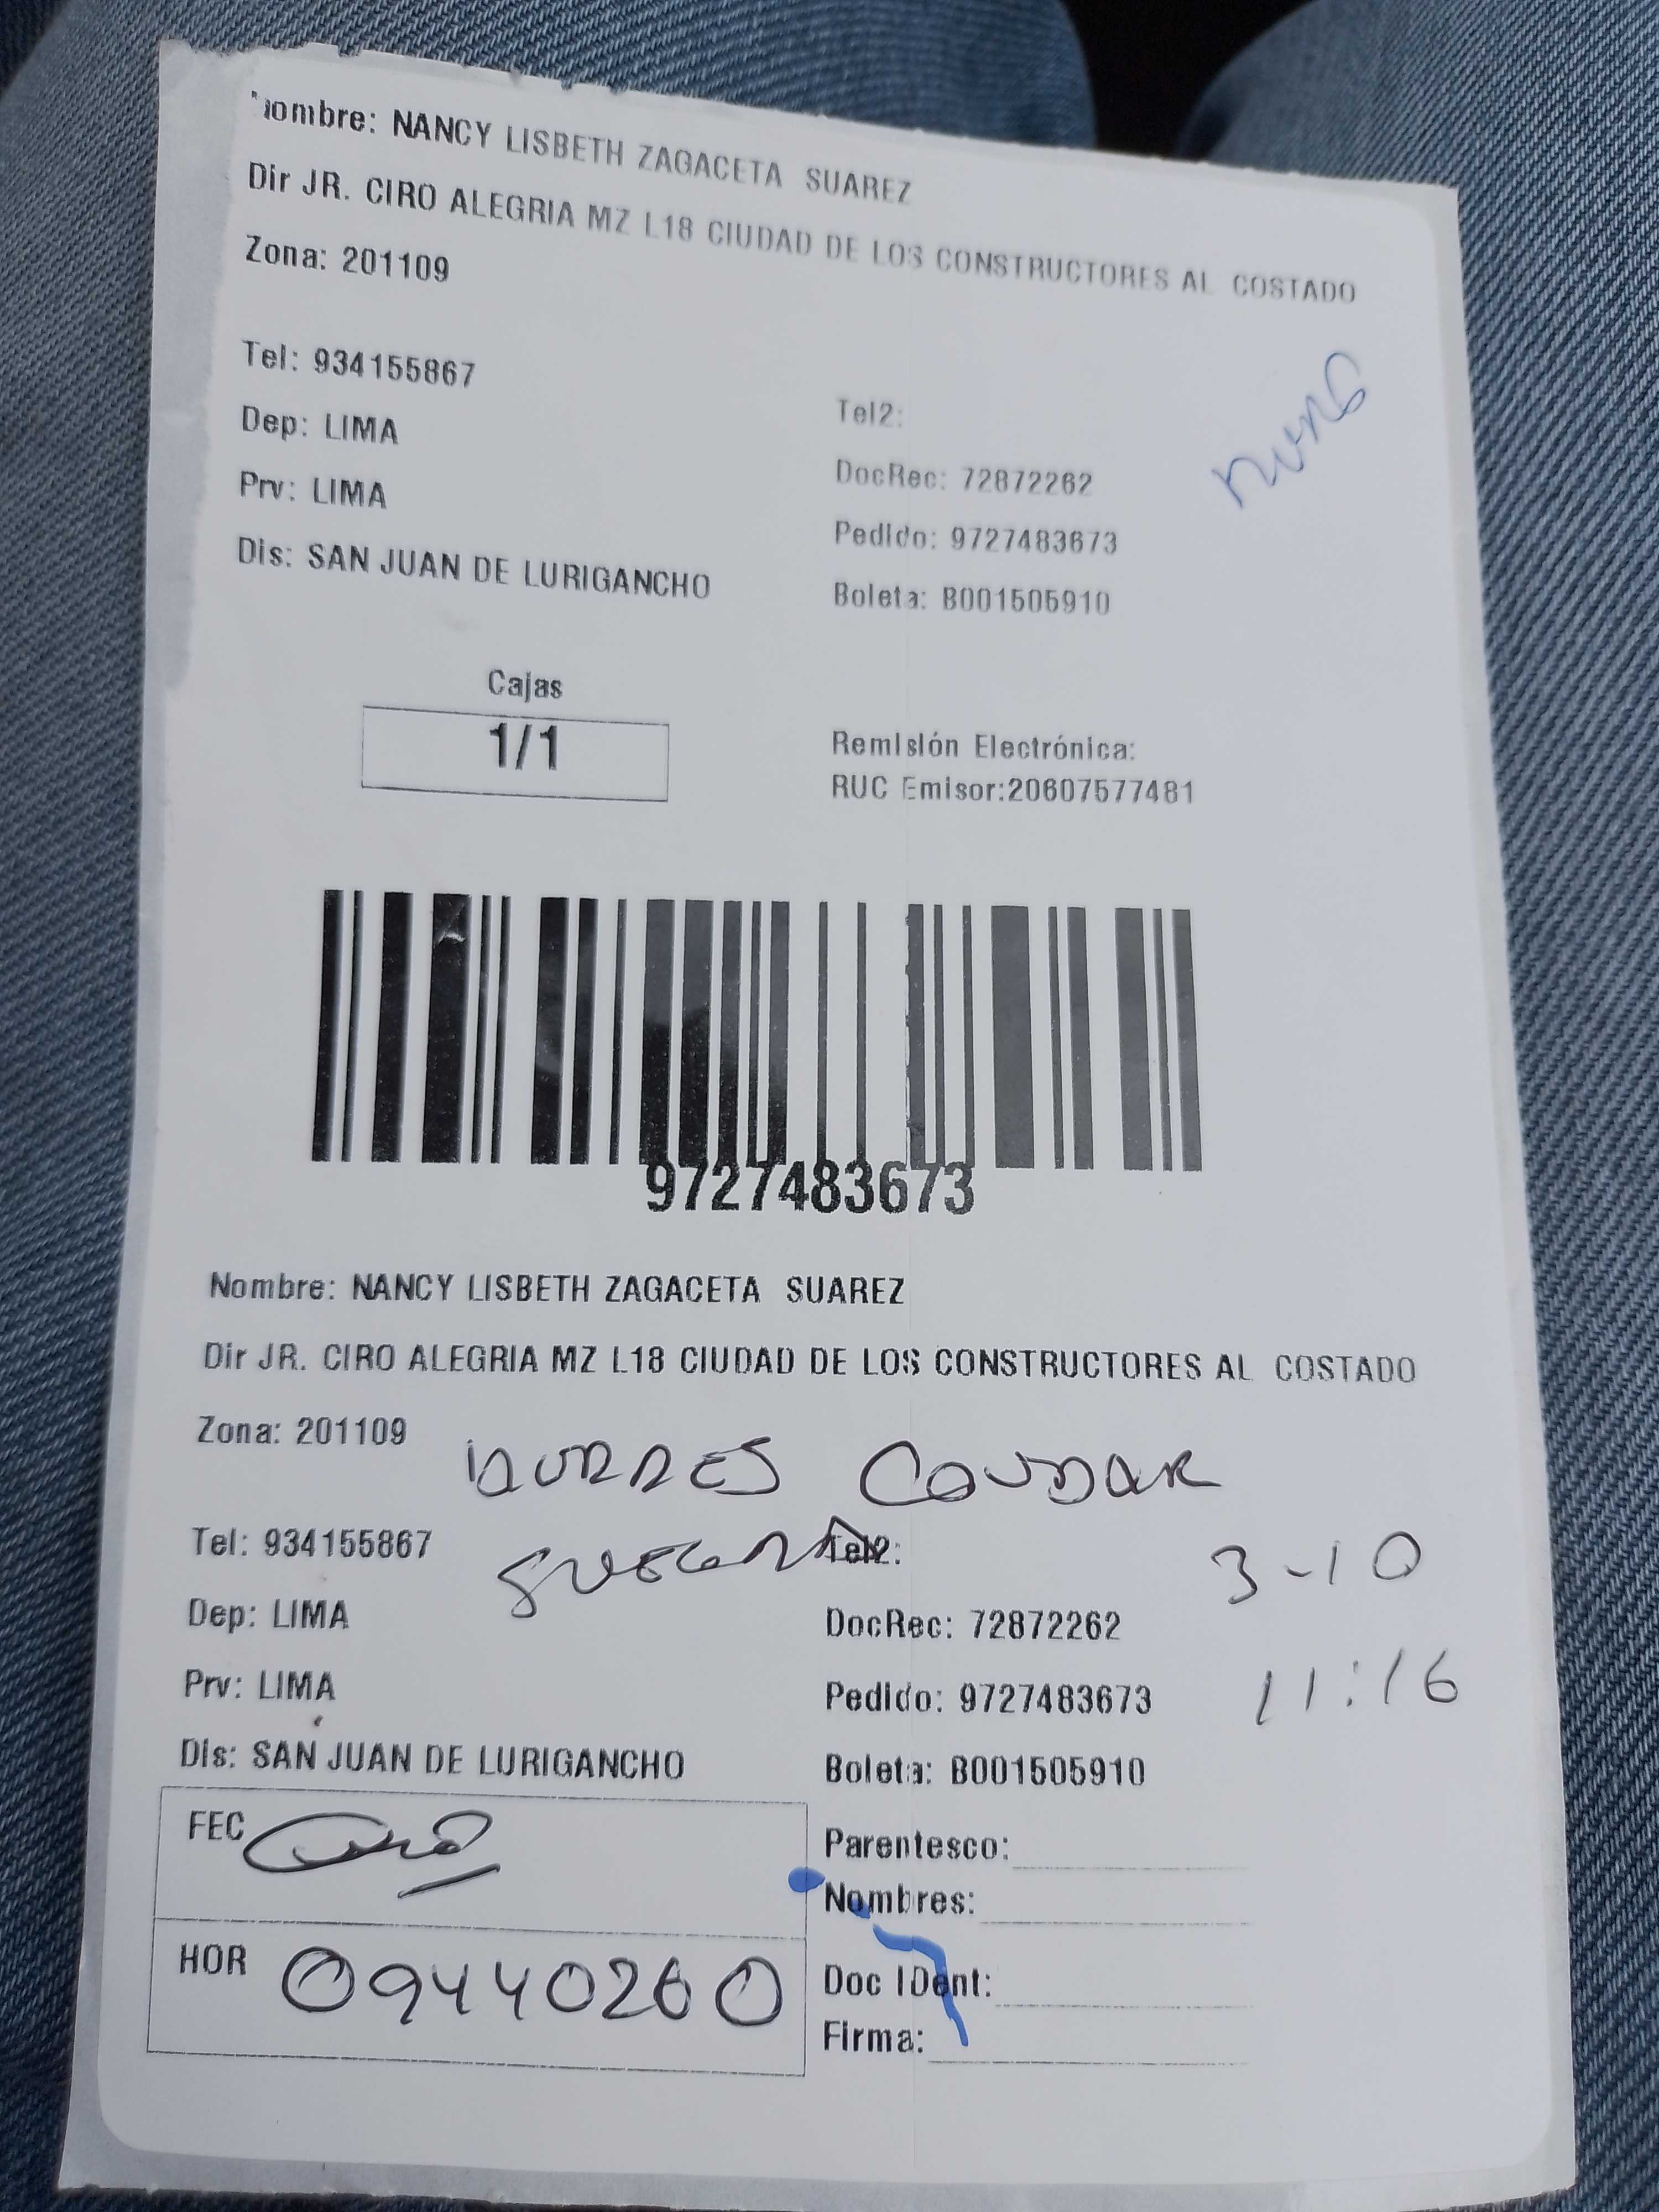 Nombre: NANCY LISBETH ZAGACETA SUAREZ
Dir JR. CIRO ALEGRIA MZ L18 CIUDAD DE LOS CONSTRUCTORES AL COSTADO
Zona: 201109
Tel: 934155867
Tel2:
Dep: LIMA
DocRec: 72872262
Prv: LIMA
Pedido: 9727483673
Dis: SAN JUAN DE LURIGANCHO
Boleta: B001505910
Cajas
1/1
Remisión Electrónica:
RUC Emisor:20607577481
9727483673
Nombre: NANCY LISBETH ZAGACETA SUAREZ
Dir JR. CIRO ALEGRIA MZ L18 CIUDAD DE LOS CONSTRUCTORES AL COSTADO
Zona: 201109
Tel: 934155867
Tel2:
3-10
Dep: LIMA
DocRec: 72872262
Prv: LIMA
Pedido: 9727483673
11:16
Dis: SAN JUAN DE LURIGANCHO
Boleta: B001505910
FEC
Parentesco:
Nombres:
HOR 09440260
Doc IDent:
Firma: